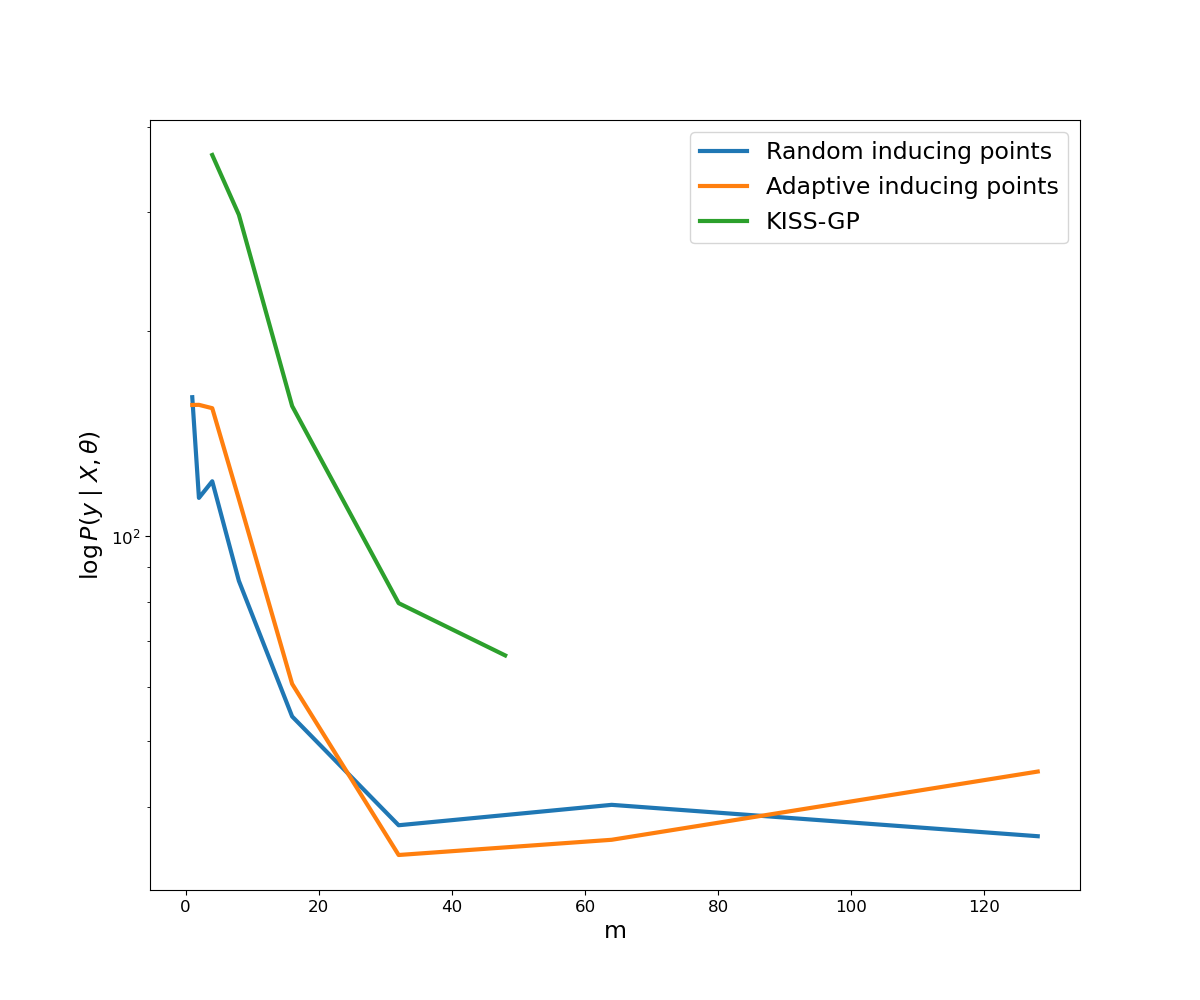 Random inducing points
Adaptive inducing points
KISS-GP
log P(y | X, θ)
10²
0 20 40 60 80 100 120
m